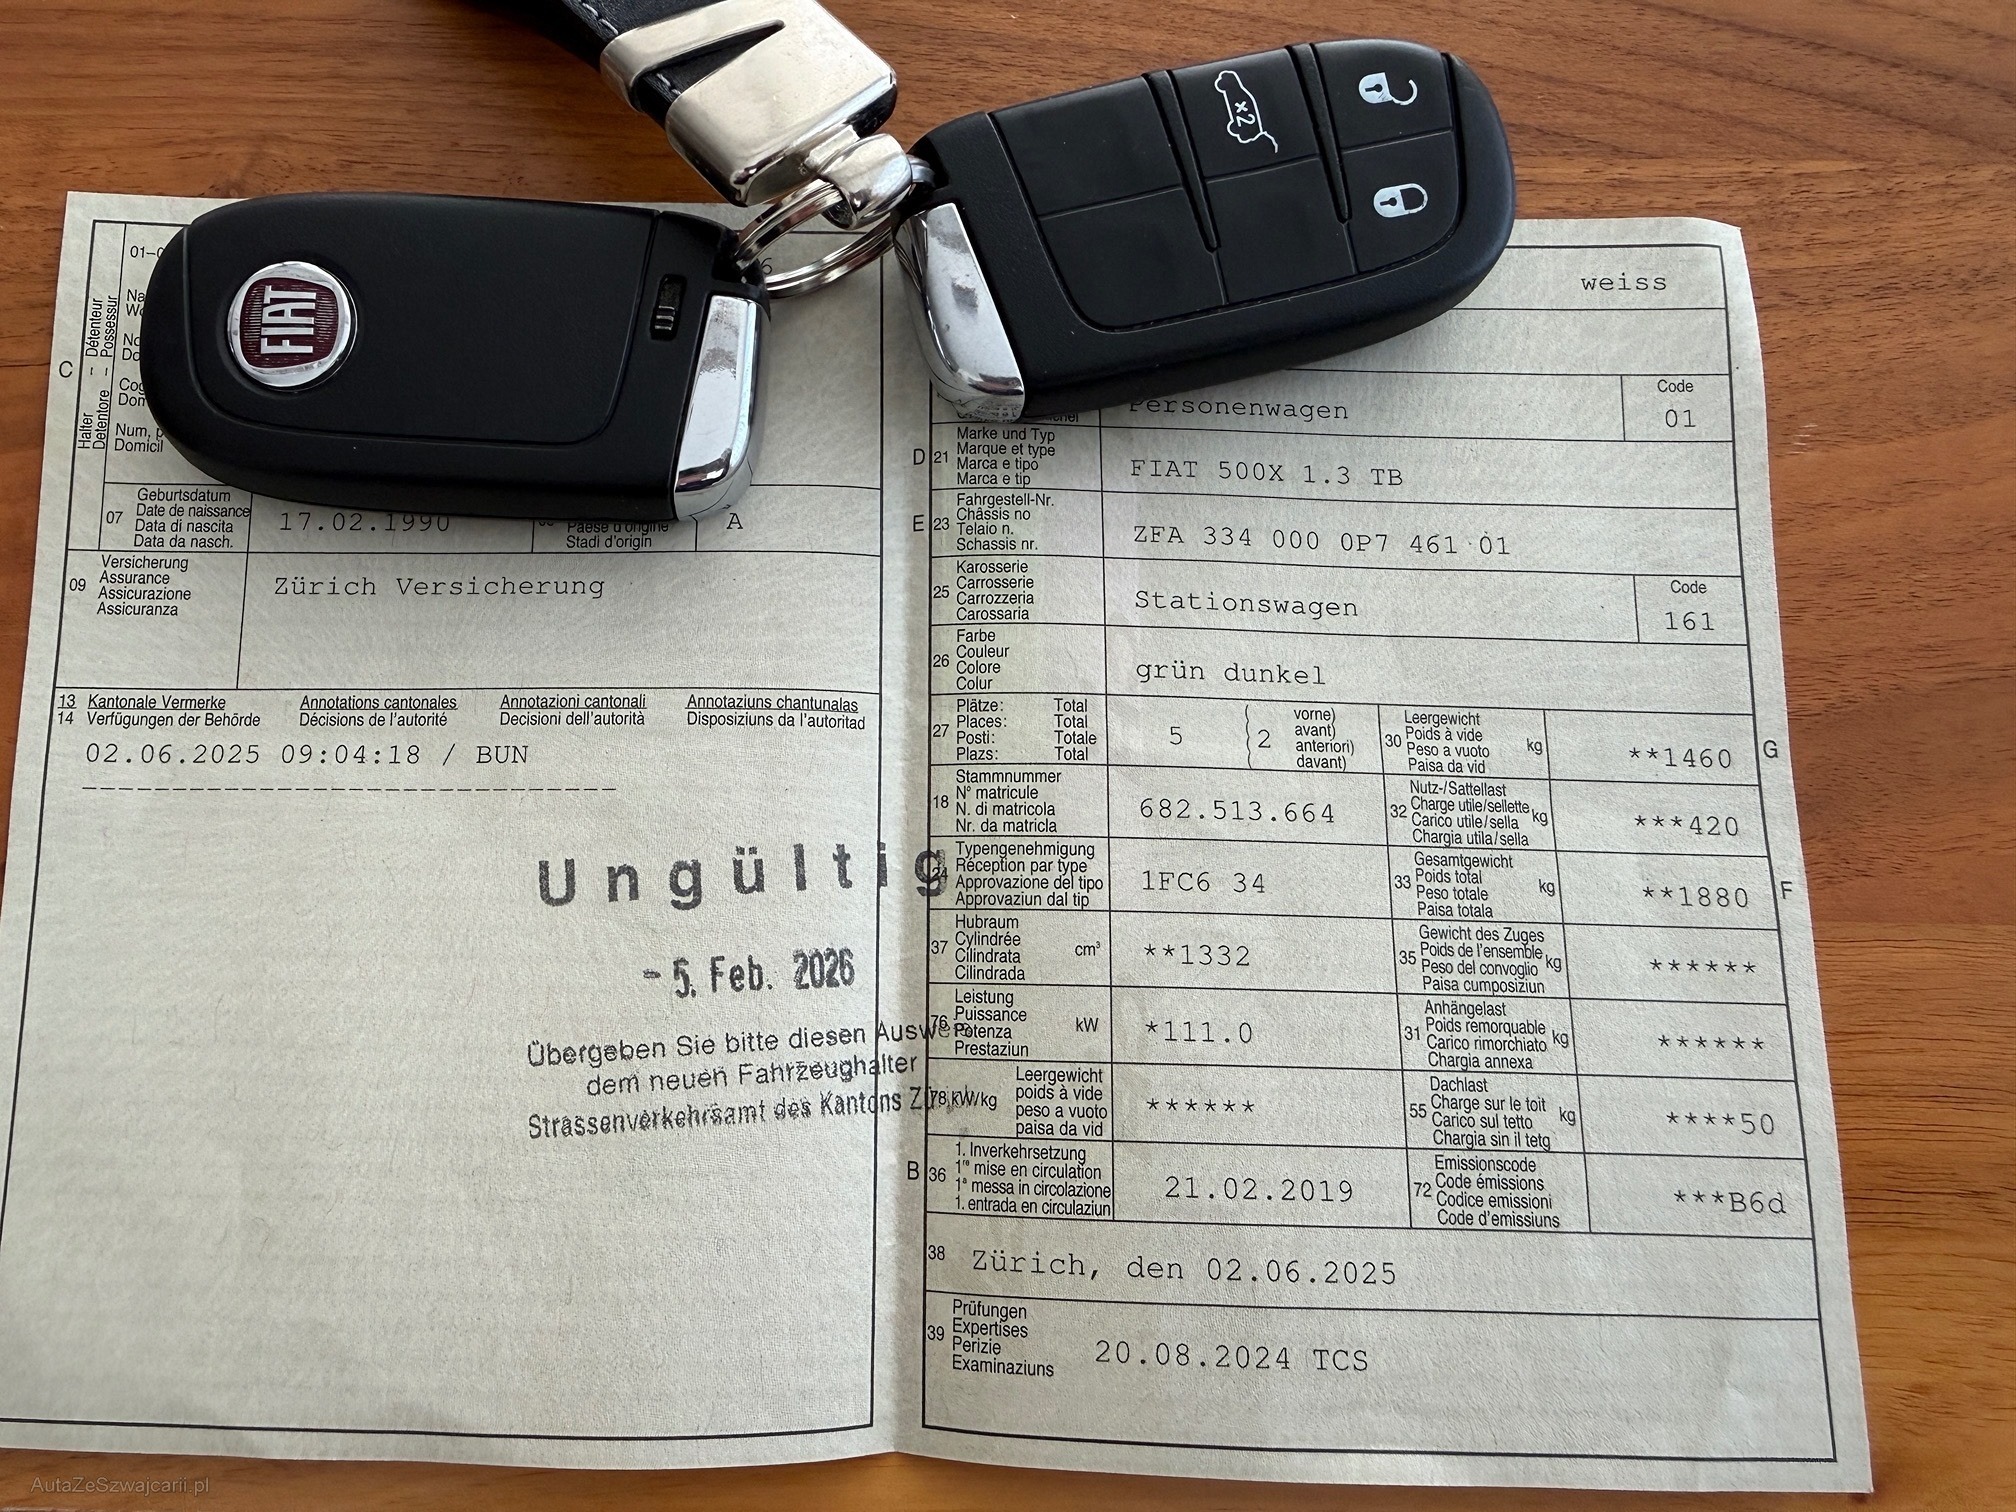 x2
FIAT
weiss
C
Halter – Détenteur
Detentore – Possessur
Domicil
07
Geburtsdatum
Date de naissance
Data di nascita
Data da nasch.
17.02.1990
Paese d'origine
Stadi d'origin
A
09
Versicherung
Assurance
Assicurazione
Assicuranza
Zürich Versicherung
13 Kantonale Vermerke Annotations cantonales Annotazioni cantonali Annotaziuns chantunalas
14 Verfügungen der Behörde Décisions de l'autorité Decisioni dell'autorità Disposiziuns da l'autoritad
02.06.2025 09:04:18 / BUN
Ungültig
- 5. Feb. 2026
Übergeben Sie bitte diesen Ausweis
dem neuen Fahrzeughalter
Strassenverkehrsamt des Kantons Zürich
Personenwagen
Code
01
D 21
Marke und Typ
Marque et type
Marca e tipo
Marca e tip
FIAT 500X 1.3 TB
E 23
Fahrgestell-Nr.
Châssis no
Telaio n.
Schassis nr.
ZFA 334 000 0P7 461 01
25
Karosserie
Carrosserie
Carrozzeria
Carossaria
Stationswagen
Code
161
26
Farbe
Couleur
Colore
Colur
grün dunkel
27
Plätze: Total
Places: Total
Posti: Totale
Plazs: Total
5
2
vorne)
avant)
anteriori)
davant)
30
Leergewicht
Poids à vide
Peso a vuoto
Paisa da vid
kg
**1460
G
18
Stammnummer
N° matricule
N. di matricola
Nr. da matricla
682.513.664
32
Nutz-/Sattellast
Charge utile/sellette
Carico utile/sella
Chargia utila/sella
kg
***420
24
Typengenehmigung
Réception par type
Approvazione del tipo
Approvaziun dal tip
1FC6 34
33
Gesamtgewicht
Poids total
Peso totale
Paisa totala
kg
**1880
F
37
Hubraum
Cylindrée
Cilindrata
Cilindrada
cm³
**1332
35
Gewicht des Zuges
Poids de l'ensemble
Peso del convoglio
Paisa cumposiziun
kg
******
76
Leistung
Puissance
Potenza
Prestaziun
kW
*111.0
31
Anhängelast
Poids remorquable
Carico rimorchiato
Chargia annexa
kg
******
78 kW/kg
Leergewicht
poids à vide
peso a vuoto
paisa da vid
******
55
Dachlast
Charge sur le toit
Carico sul tetto
Chargia sin il tetg
kg
****50
B 36
1. Inverkehrsetzung
1re mise en circulation
1a messa in circolazione
1. entrada en circulaziun
21.02.2019
72
Emissionscode
Code émissions
Codice emissioni
Code d'emissiuns
***B6d
38
Zürich, den 02.06.2025
39
Prüfungen
Expertises
Perizie
Examinaziuns
20.08.2024 TCS
AutaZeSzwajcarii.pl